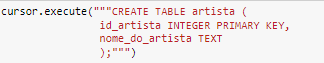 cursor.execute("""CREATE TABLE artista (
id_artista INTEGER PRIMARY KEY,
nome_do_artista TEXT
);""")